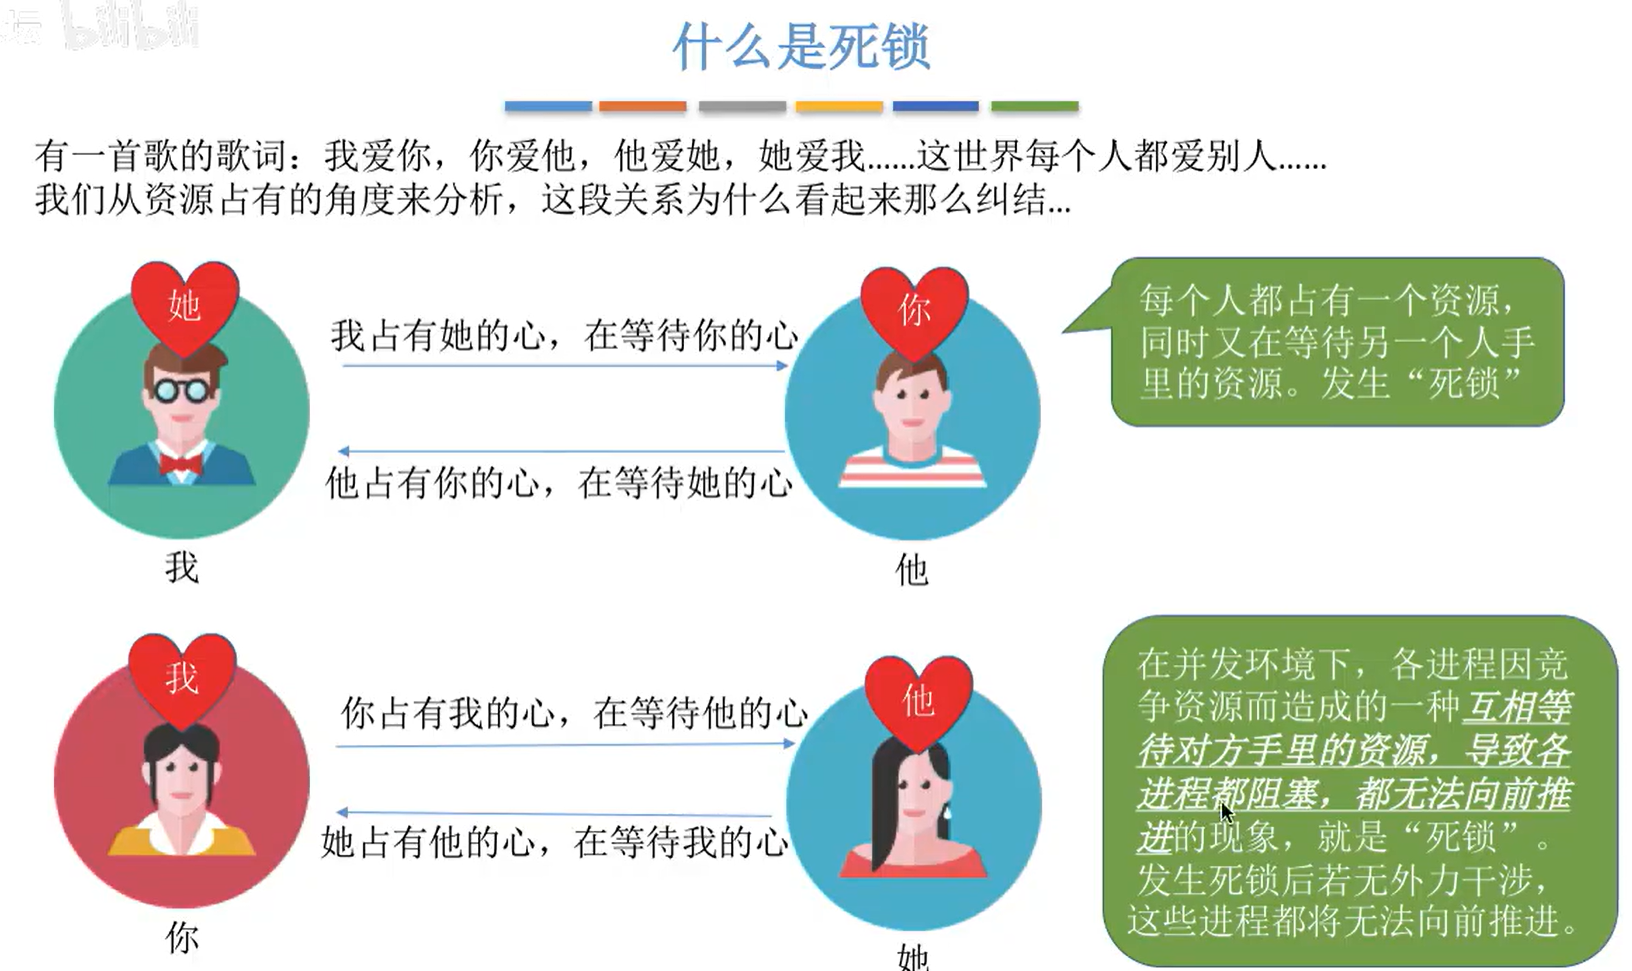 坛 bilibili
什么是死锁
有一首歌的歌词：我爱你，你爱他，他爱她，她爱我......这世界每个人都爱别人......
我们从资源占有的角度来分析，这段关系为什么看起来那么纠结...
她
我占有她的心，在等待你的心
你
他占有你的心，在等待她的心
我
他
每个人都占有一个资源，
同时又在等待另一个人手
里的资源。发生“死锁”
我
你占有我的心，在等待他的心
他
她占有他的心，在等待我的心
你
她
在并发环境下，各进程因竞
争资源而造成的一种互相等
待对方手里的资源，导致各
进程都阻塞，都无法向前推
进的现象，就是“死锁”。
发生死锁后若无外力干涉，
这些进程都将无法向前推进。